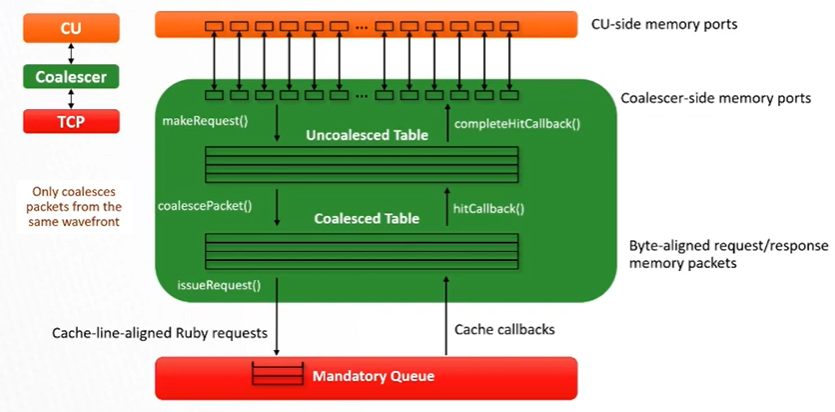 CU
Coalescer
TCP
Only coalesces
packets from the
same wavefront
...
CU-side memory ports
...
Coalescer-side memory ports
makeRequest()
completeHitCallback()
Uncoalesced Table
coalescePacket()
hitCallback()
Coalesced Table
Byte-aligned request/response
memory packets
issueRequest()
Cache-line-aligned Ruby requests
Cache callbacks
Mandatory Queue